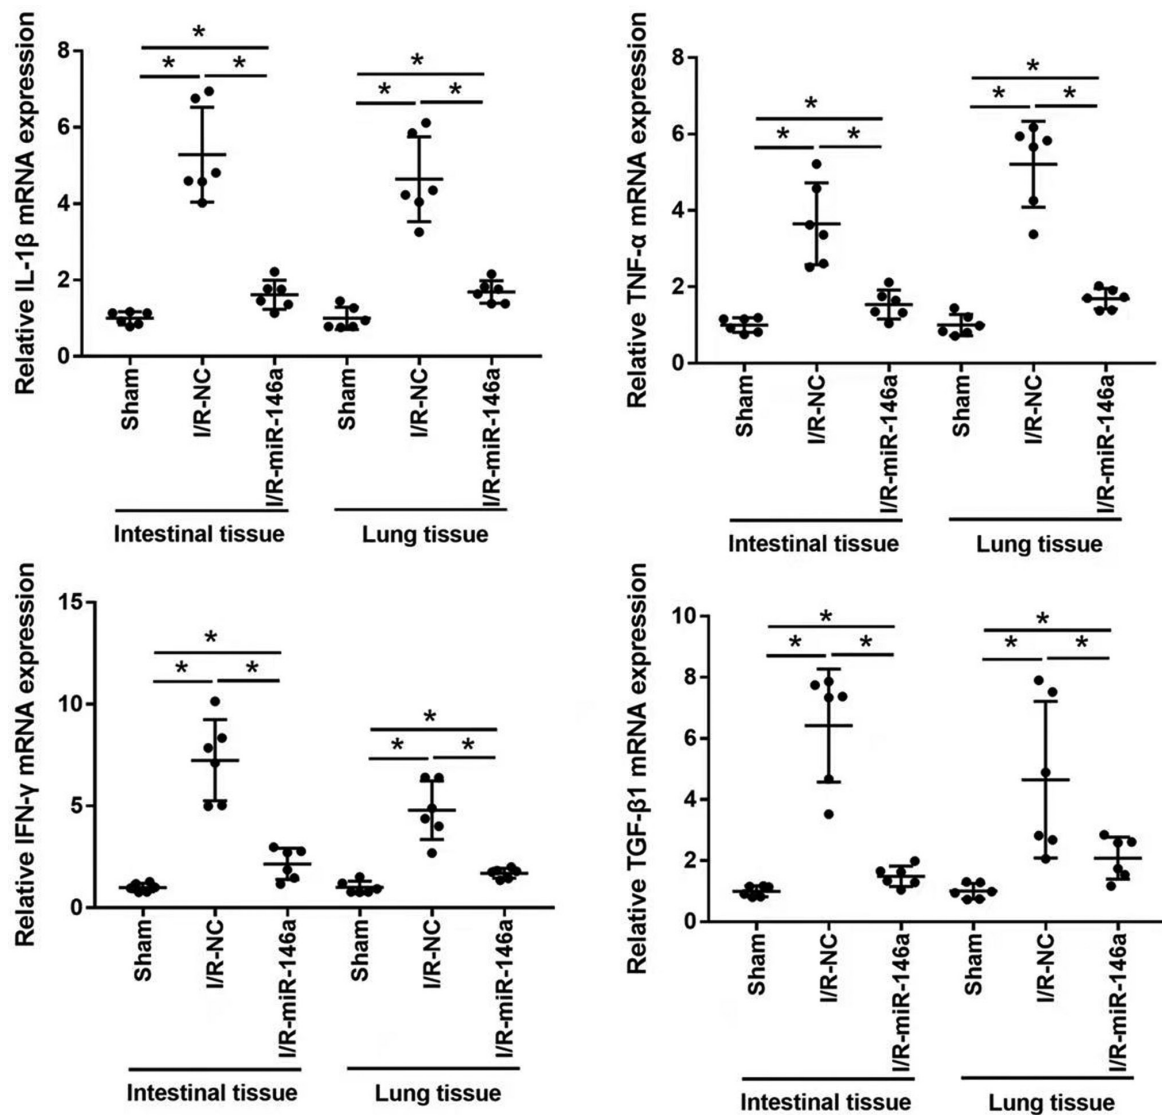 Relative IL-1β mRNA expression
8
6
4
2
0
* * *
* * *
Sham
I/R-NC
I/R-miR-146a
Sham
I/R-NC
I/R-miR-146a
Intestinal tissue
Lung tissue
Relative TNF-α mRNA expression
8
6
4
2
0
* * *
* * *
Sham
I/R-NC
I/R-miR-146a
Sham
I/R-NC
I/R-miR-146a
Intestinal tissue
Lung tissue
Relative IFN-γ mRNA expression
15
10
5
0
* * *
* * *
Sham
I/R-NC
I/R-miR-146a
Sham
I/R-NC
I/R-miR-146a
Intestinal tissue
Lung tissue
Relative TGF-β1 mRNA expression
10
8
6
4
2
0
* * *
* * *
Sham
I/R-NC
I/R-miR-146a
Sham
I/R-NC
I/R-miR-146a
Intestinal tissue
Lung tissue